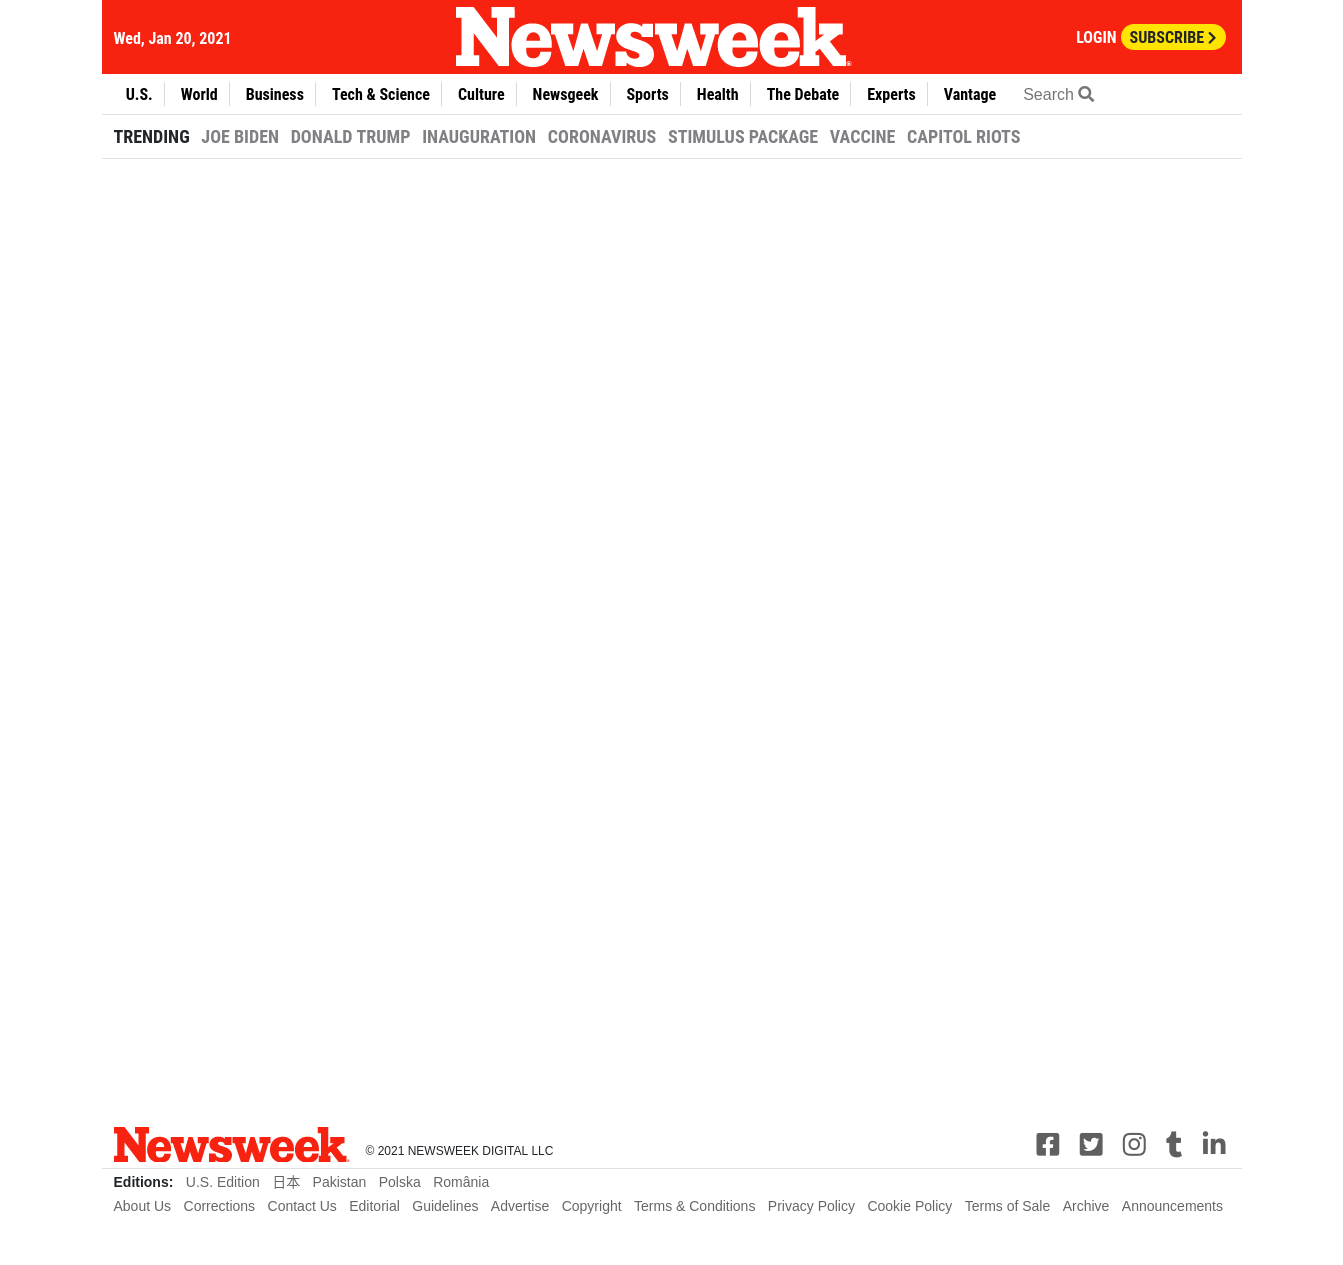 Wed, Jan 20, 2021
Newsweek
LOGIN SUBSCRIBE
U.S. World Business Tech & Science Culture Newsgeek Sports Health The Debate Experts Vantage Search
TRENDING JOE BIDEN DONALD TRUMP INAUGURATION CORONAVIRUS STIMULUS PACKAGE VACCINE CAPITOL RIOTS
Newsweek © 2021 NEWSWEEK DIGITAL LLC
Editions: U.S. Edition 日本 Pakistan Polska România
About Us Corrections Contact Us Editorial Guidelines Advertise Copyright Terms & Conditions Privacy Policy Cookie Policy Terms of Sale Archive Announcements